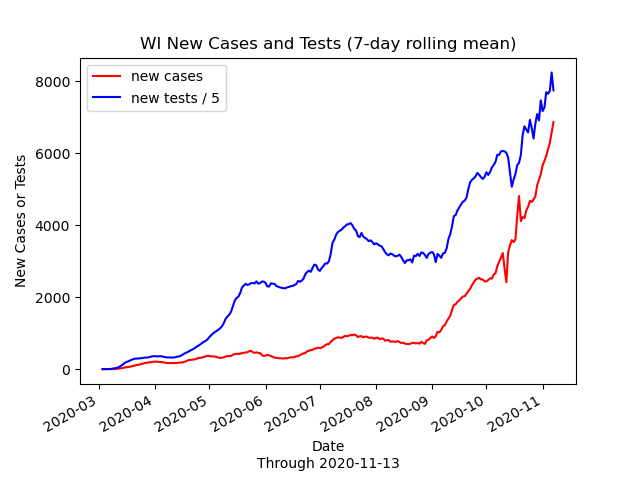 WI New Cases and Tests (7-day rolling mean)
new cases
new tests / 5
New Cases or Tests
8000
6000
4000
2000
0
2020-03
2020-04
2020-05
2020-06
2020-07
2020-08
2020-09
2020-10
2020-11
Date
Through 2020-11-13